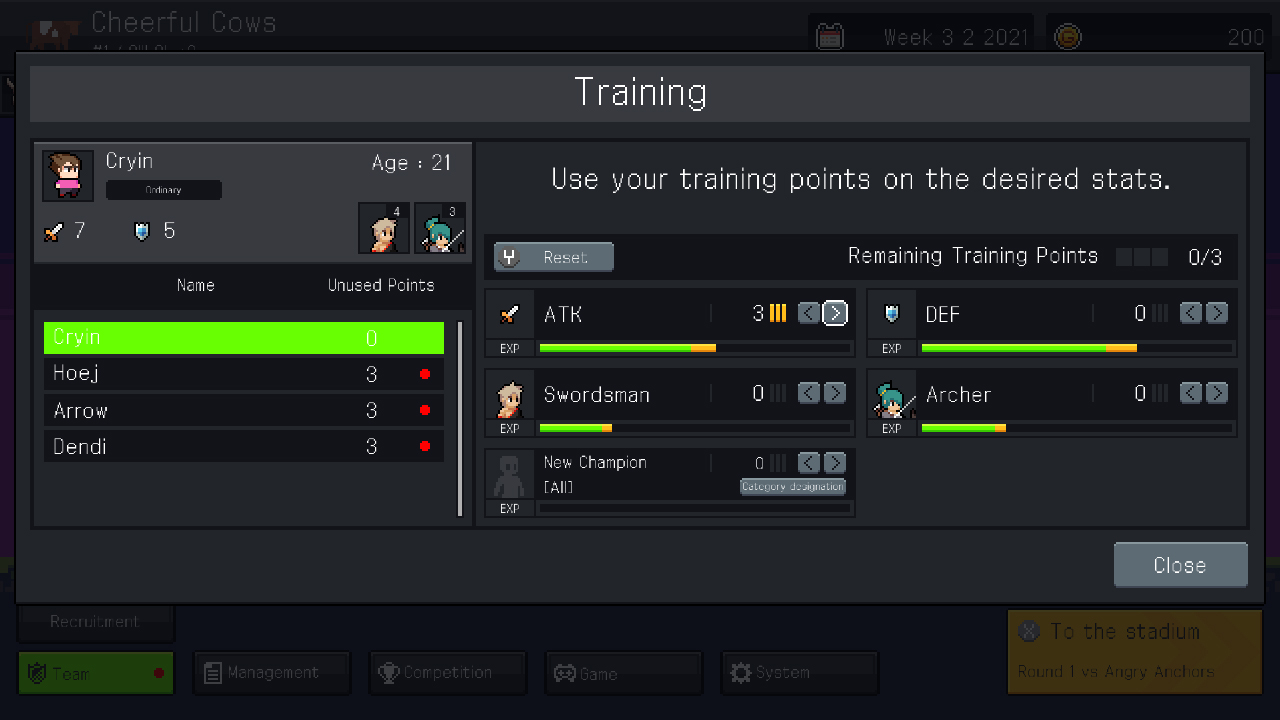 Cheerful Cows
Week 3 2 2021
200
Training
Cryin
Age : 21
Ordinary
7
5
4
3
Name
Unused Points
Cryin 0
Hoej 3
Arrow 3
Dendi 3
Use your training points on the desired stats.
Y Reset
Remaining Training Points 0/3
ATK 3
EXP
DEF 0
EXP
Swordsman 0
EXP
Archer 0
EXP
New Champion 0
[All] Category designation
EXP
Close
Recruitment
To the stadium
Round 1 vs Angry Anchors
Team
Management
Competition
Game
System